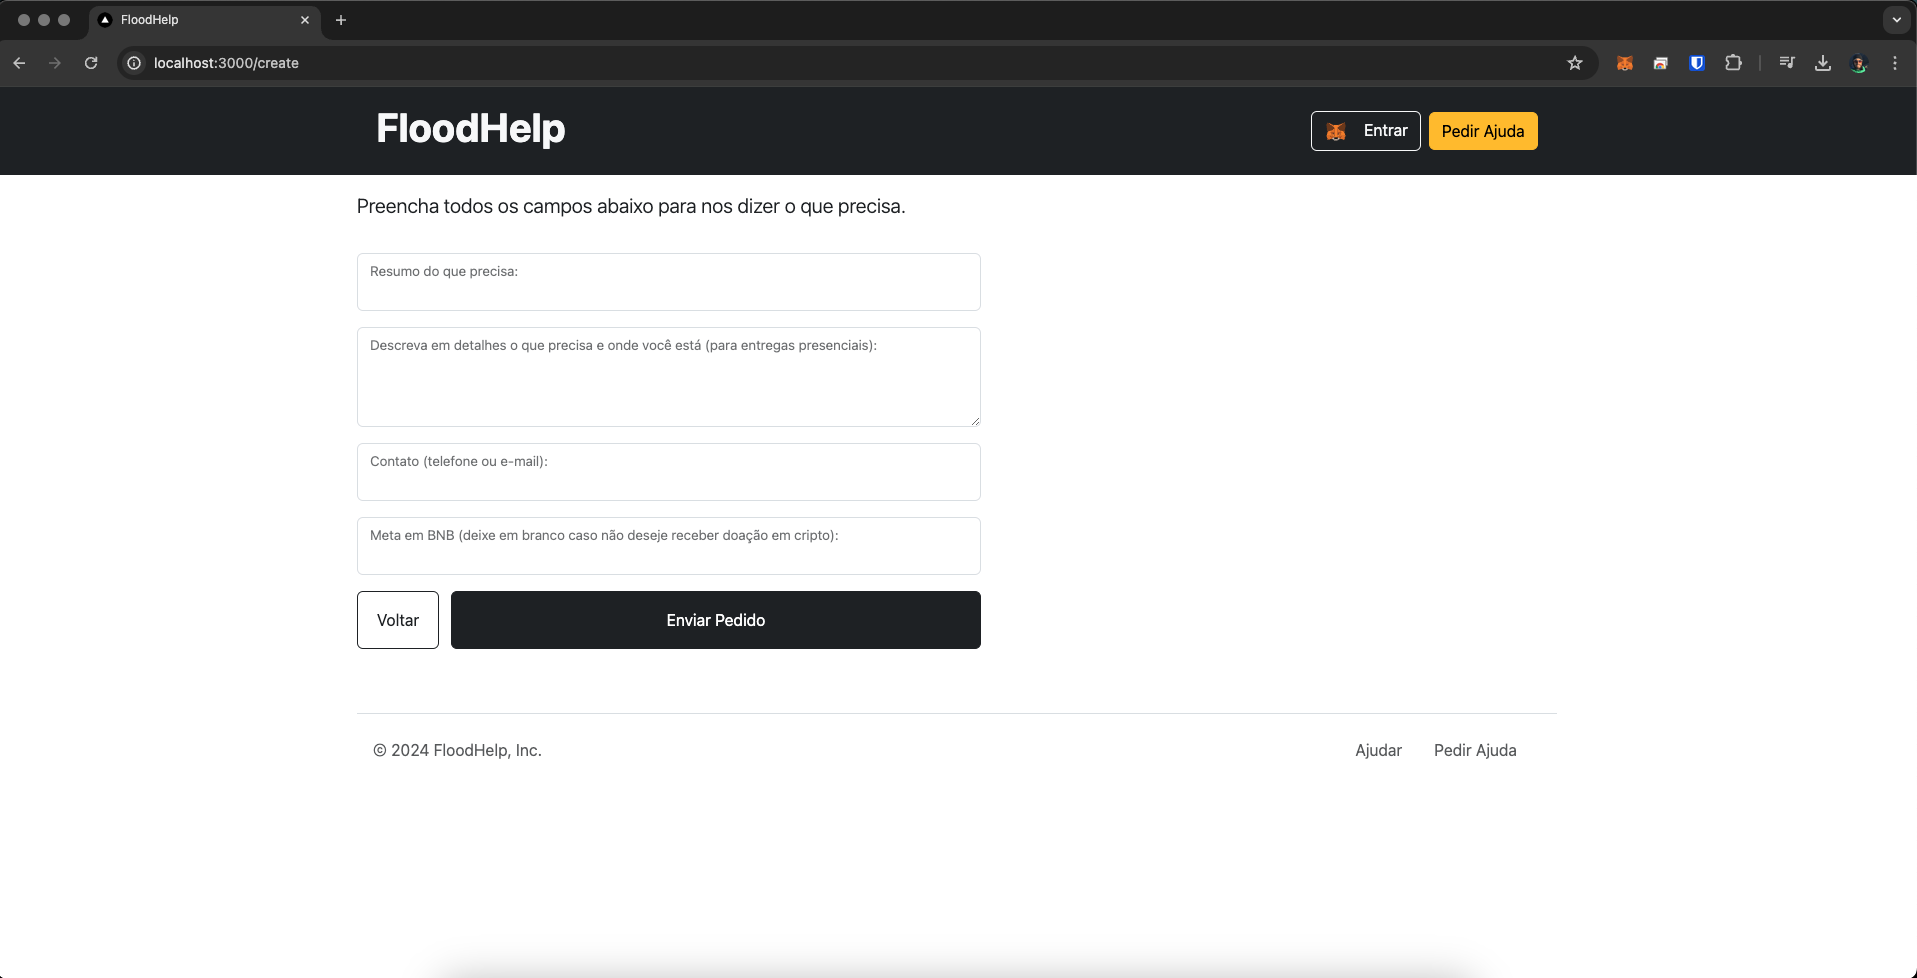 FloodHelp
localhost:3000/create
FloodHelp
Entrar
Pedir Ajuda
Preencha todos os campos abaixo para nos dizer o que precisa.
Resumo do que precisa:
Descreva em detalhes o que precisa e onde você está (para entregas presenciais):
Contato (telefone ou e-mail):
Meta em BNB (deixe em branco caso não deseje receber doação em cripto):
Voltar
Enviar Pedido
© 2024 FloodHelp, Inc.
Ajudar
Pedir Ajuda